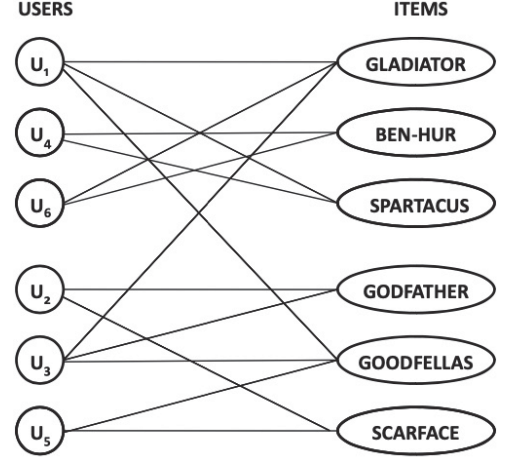 USERS ITEMS
U1 GLADIATOR
U4 BEN-HUR
U6 SPARTACUS
U2 GODFATHER
U3 GOODFELLAS
U5 SCARFACE